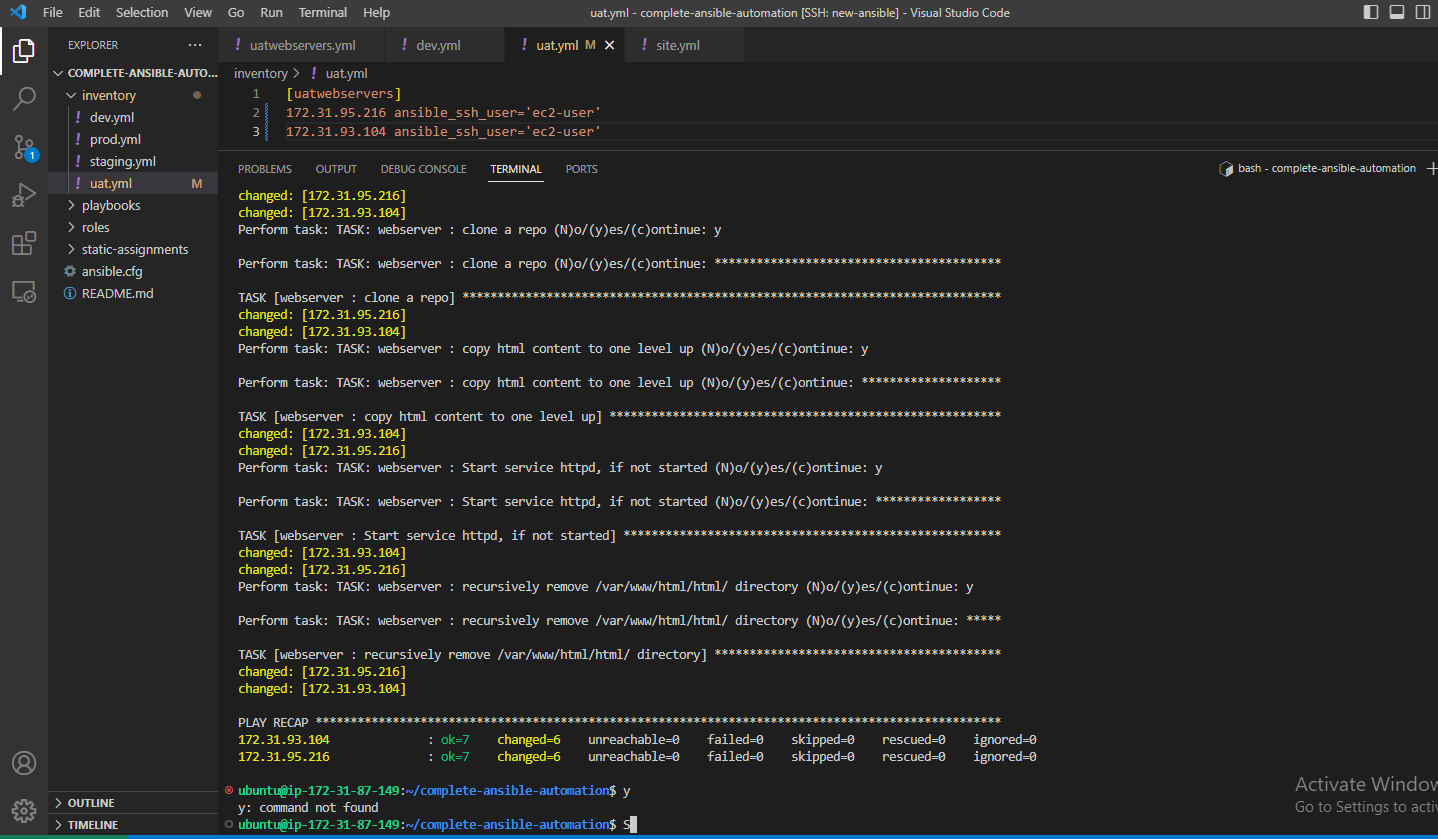 File Edit Selection View Go Run Terminal Help
uat.yml - complete-ansible-automation [SSH: new-ansible] - Visual Studio Code
EXPLORER
COMPLETE-ANSIBLE-AUTO...
inventory
! dev.yml
! prod.yml
! staging.yml
! uat.yml M
playbooks
roles
static-assignments
ansible.cfg
README.md
OUTLINE
TIMELINE
1
! uatwebservers.yml ! dev.yml ! uat.yml M ! site.yml
inventory > ! uat.yml
1 [uatwebservers]
2 172.31.95.216 ansible_ssh_user='ec2-user'
3 172.31.93.104 ansible_ssh_user='ec2-user'
PROBLEMS OUTPUT DEBUG CONSOLE TERMINAL PORTS
bash - complete-ansible-automation
changed: [172.31.95.216]
changed: [172.31.93.104]
Perform task: TASK: webserver : clone a repo (N)o/(y)es/(c)ontinue: y
Perform task: TASK: webserver : clone a repo (N)o/(y)es/(c)ontinue: *****************************************
TASK [webserver : clone a repo] *****************************************************************************
changed: [172.31.95.216]
changed: [172.31.93.104]
Perform task: TASK: webserver : copy html content to one level up (N)o/(y)es/(c)ontinue: y
Perform task: TASK: webserver : copy html content to one level up (N)o/(y)es/(c)ontinue: ********************
TASK [webserver : copy html content to one level up] ********************************************************
changed: [172.31.93.104]
changed: [172.31.95.216]
Perform task: TASK: webserver : Start service httpd, if not started (N)o/(y)es/(c)ontinue: y
Perform task: TASK: webserver : Start service httpd, if not started (N)o/(y)es/(c)ontinue: ******************
TASK [webserver : Start service httpd, if not started] ******************************************************
changed: [172.31.93.104]
changed: [172.31.95.216]
Perform task: TASK: webserver : recursively remove /var/www/html/html/ directory (N)o/(y)es/(c)ontinue: y
Perform task: TASK: webserver : recursively remove /var/www/html/html/ directory (N)o/(y)es/(c)ontinue: *****
TASK [webserver : recursively remove /var/www/html/html/ directory] *****************************************
changed: [172.31.95.216]
changed: [172.31.93.104]
PLAY RECAP **************************************************************************************************
172.31.93.104 : ok=7 changed=6 unreachable=0 failed=0 skipped=0 rescued=0 ignored=0
172.31.95.216 : ok=7 changed=6 unreachable=0 failed=0 skipped=0 rescued=0 ignored=0
ubuntu@ip-172-31-87-149:~/complete-ansible-automation$ y
y: command not found
ubuntu@ip-172-31-87-149:~/complete-ansible-automation$ S
Activate Window
Go to Settings to acti